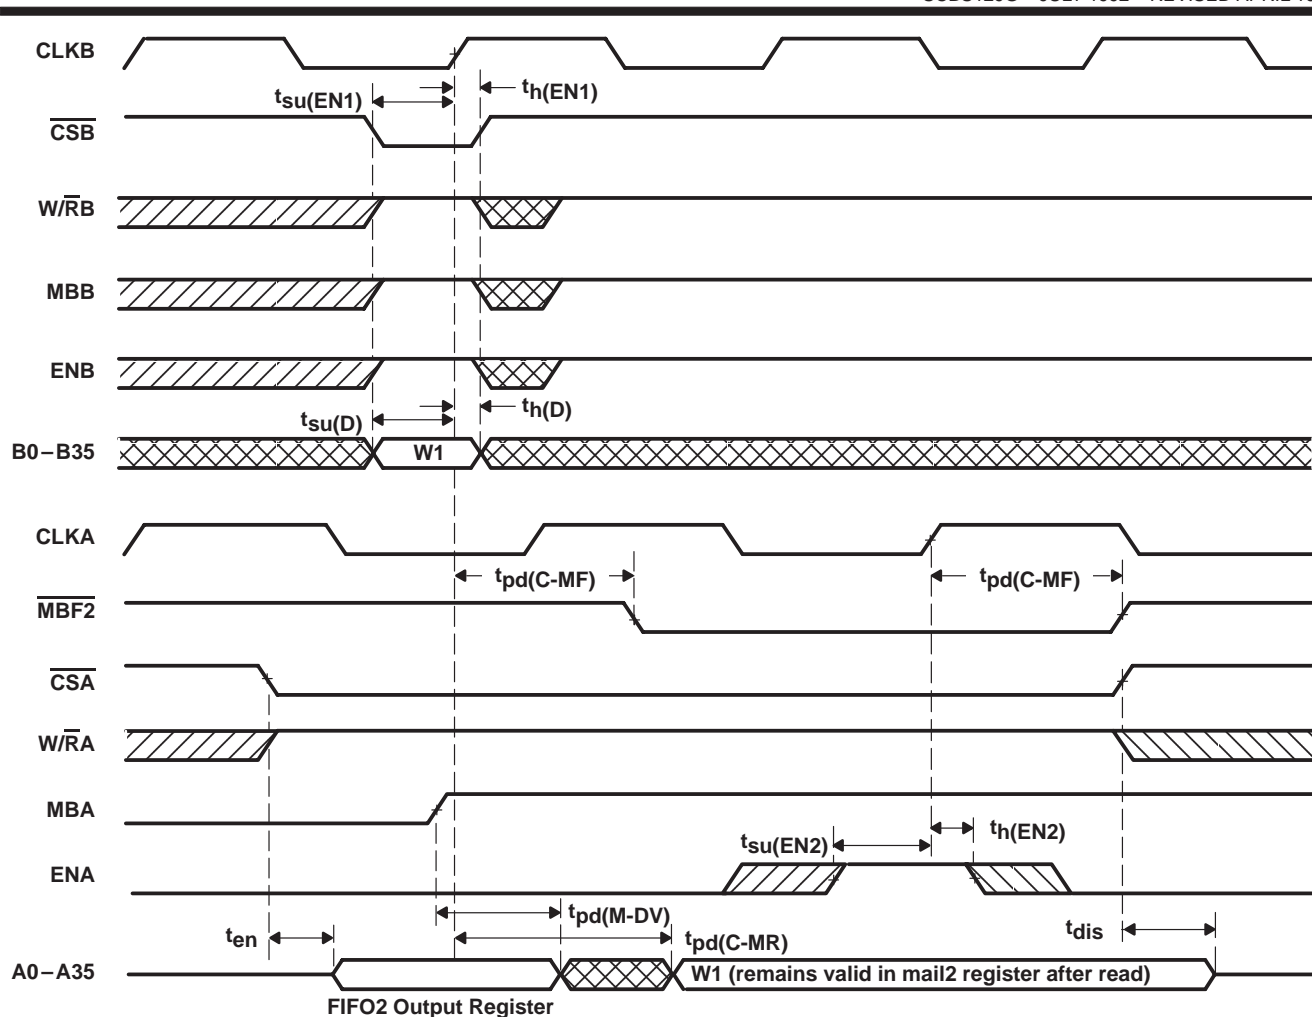 CLKB
tsu(EN1)
th(EN1)
CSB
W/RB
MBB
ENB
tsu(D)
th(D)
B0–B35
W1
CLKA
tpd(C-MF)
tpd(C-MF)
MBF2
CSA
W/RA
MBA
tsu(EN2)
th(EN2)
ENA
ten
tpd(M-DV)
tpd(C-MR)
tdis
A0–A35
W1 (remains valid in mail2 register after read)
FIFO2 Output Register